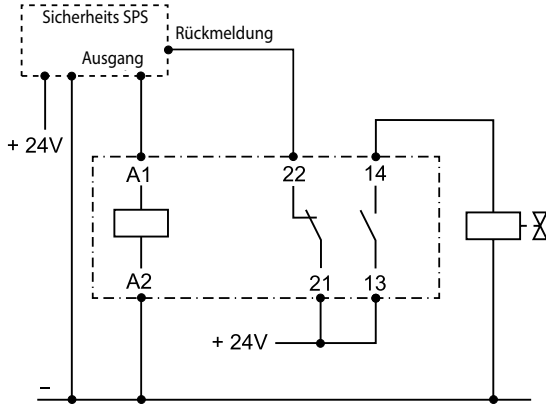 Sicherheits SPS
Rückmeldung
Ausgang
+ 24V
A1
22
14
A2
21
13
+ 24V
–